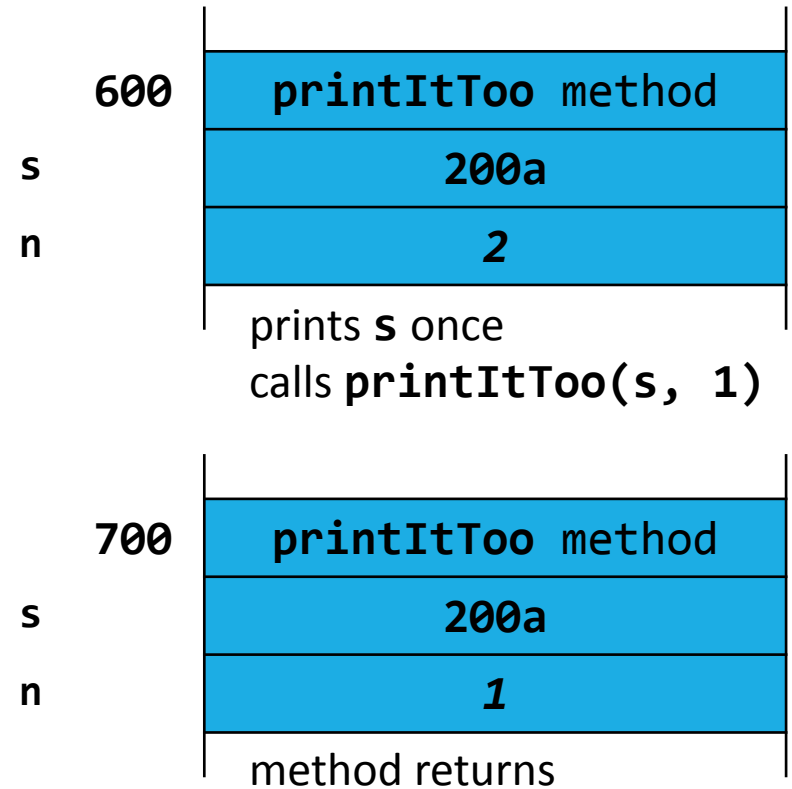 600 printItToo method
s 200a
n 2
prints s once
calls printItToo(s, 1)
700 printItToo method
s 200a
n 1
method returns